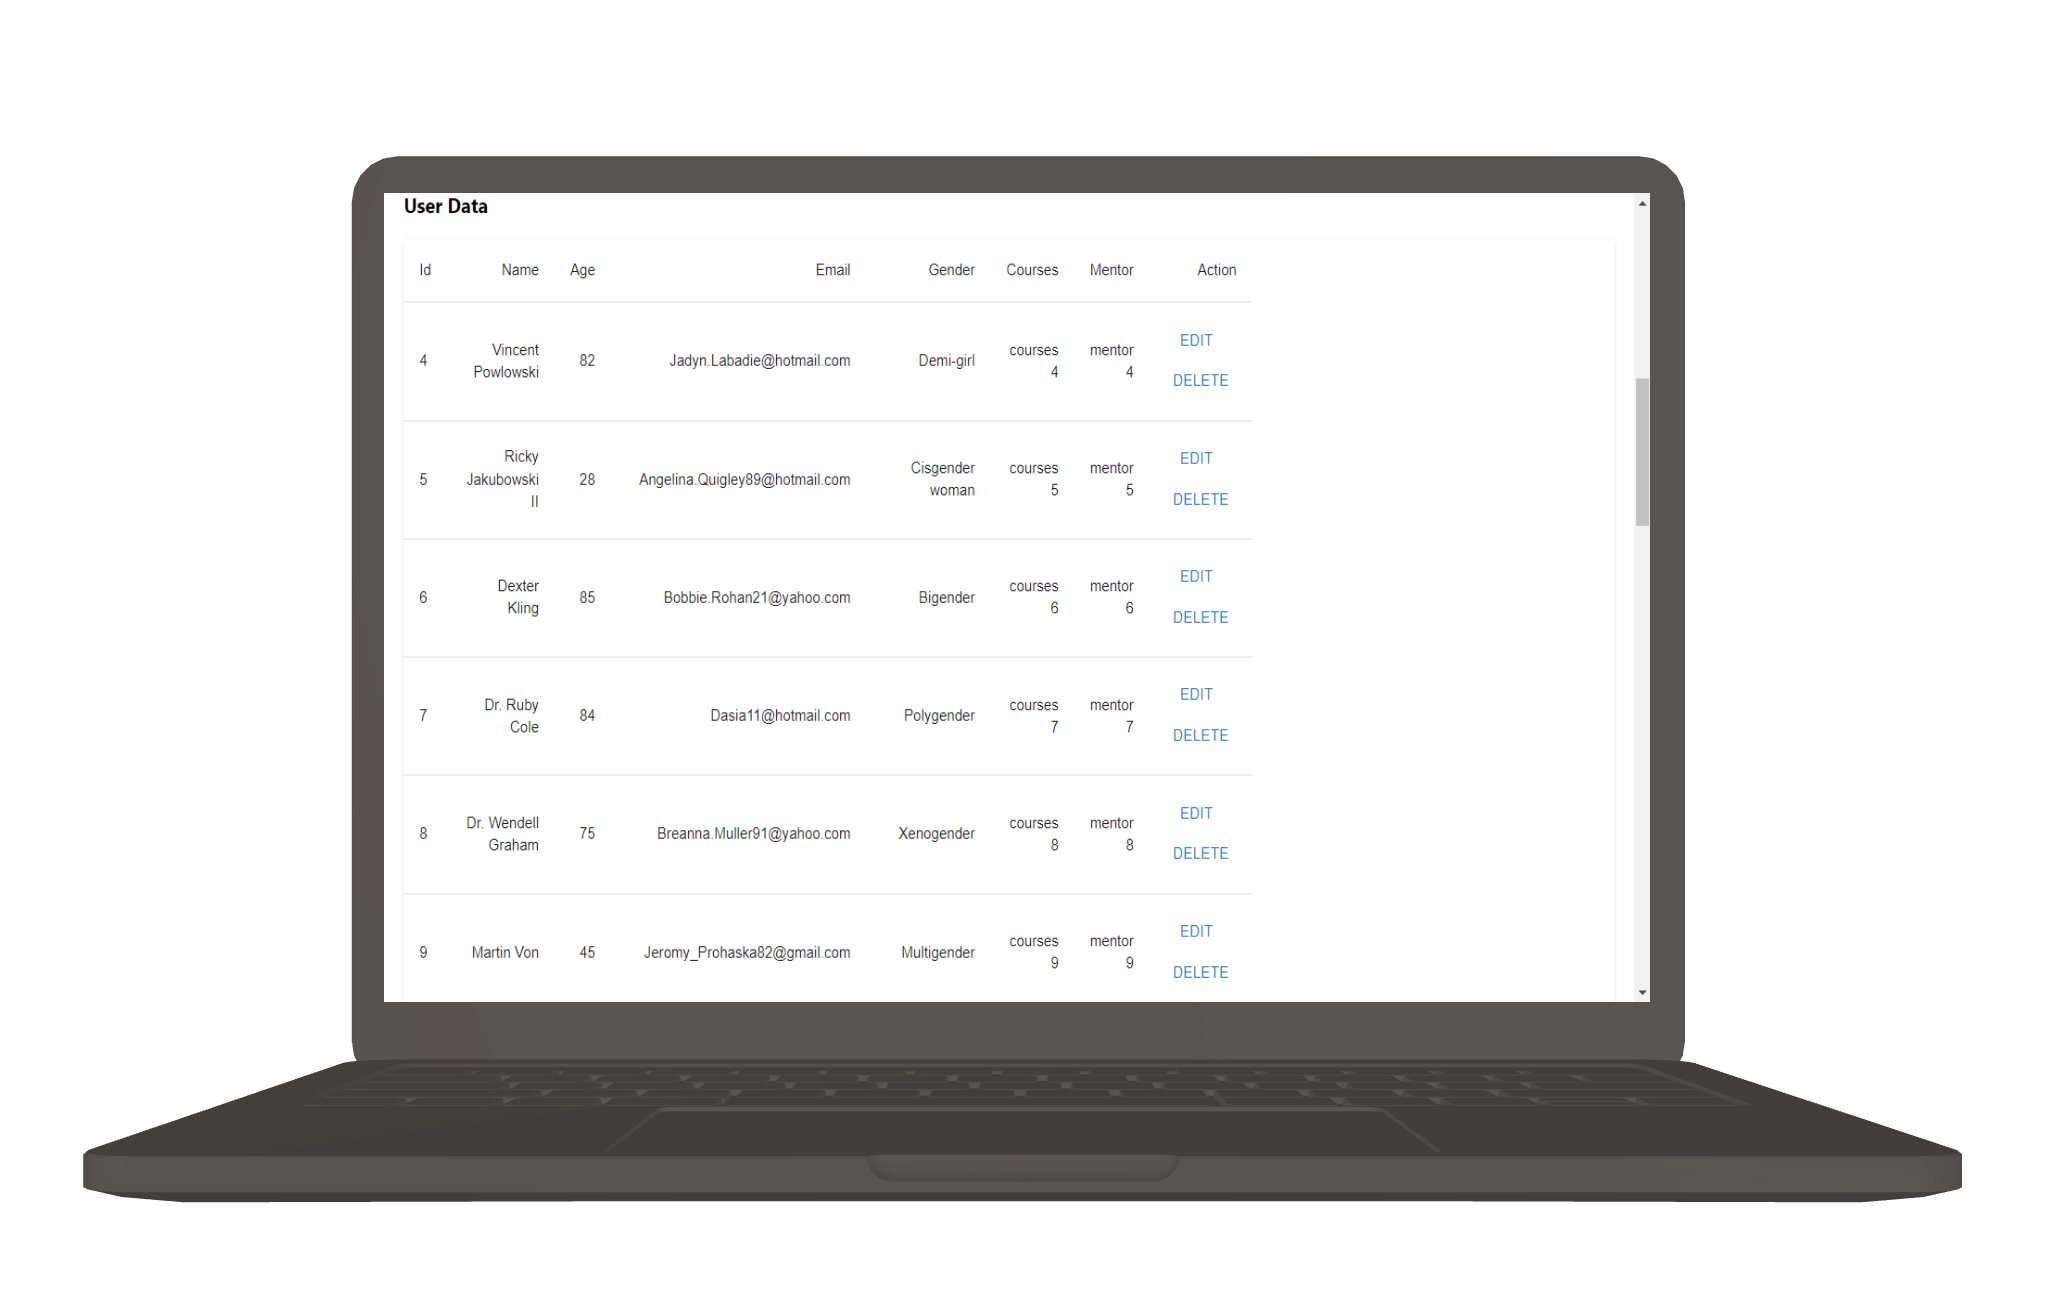 User Data
Id Name Age Email Gender Courses Mentor Action
4 Vincent Powlowski 82 Jadyn.Labadie@hotmail.com Demi-girl courses 4 mentor 4 EDIT DELETE
5 Ricky Jakubowski II 28 Angelina.Quigley89@hotmail.com Cisgender woman courses 5 mentor 5 EDIT DELETE
6 Dexter Kling 85 Bobbie.Rohan21@yahoo.com Bigender courses 6 mentor 6 EDIT DELETE
7 Dr. Ruby Cole 84 Dasia11@hotmail.com Polygender courses 7 mentor 7 EDIT DELETE
8 Dr. Wendell Graham 75 Breanna.Muller91@yahoo.com Xenogender courses 8 mentor 8 EDIT DELETE
9 Martin Von 45 Jeromy_Prohaska82@gmail.com Multigender courses 9 mentor 9 EDIT DELETE